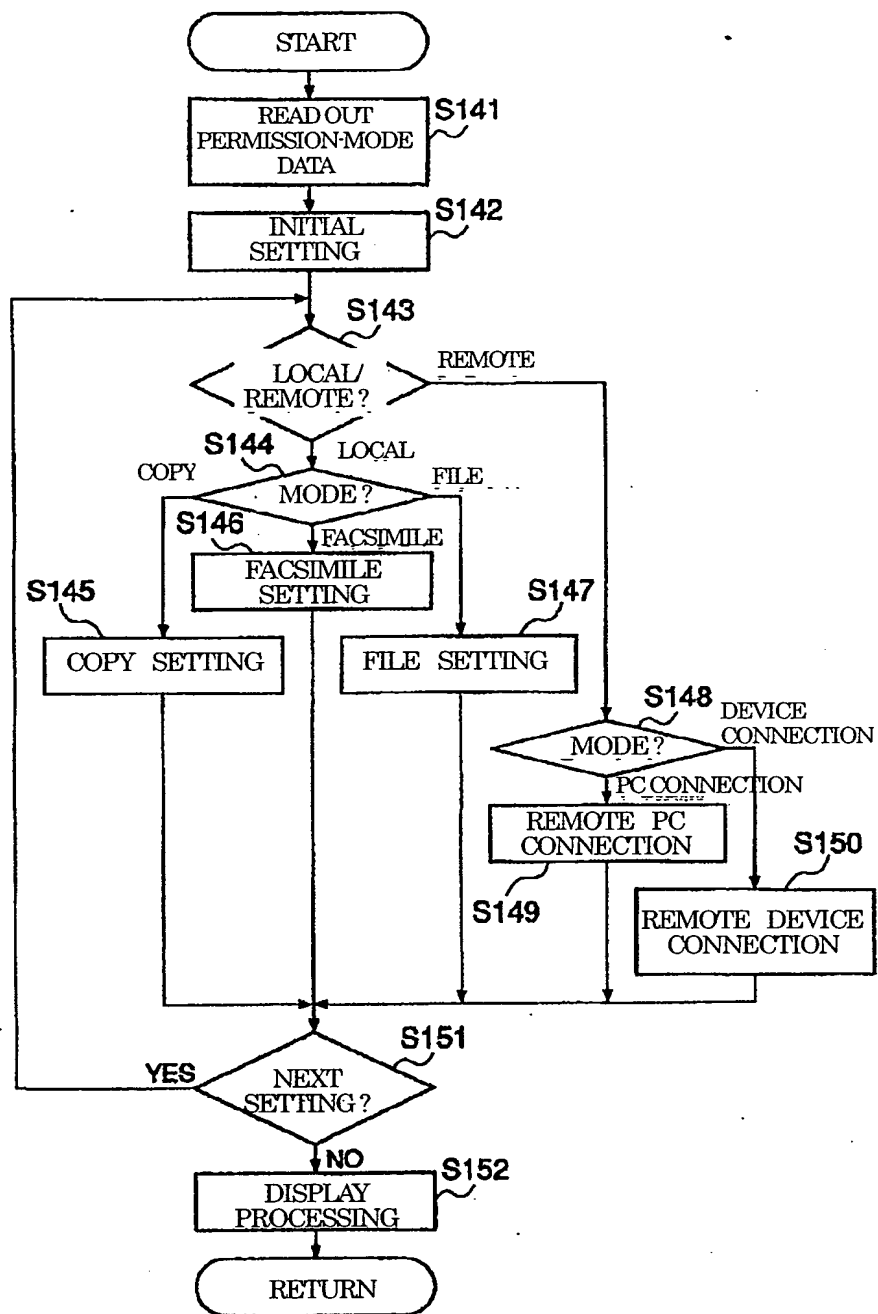 START
S141
READ OUT
PERMISSION-MODE
DATA
S142
INITIAL
SETTING
S143
LOCAL/
REMOTE?
REMOTE
S144
LOCAL
COPY
MODE?
FILE
S146
FACSIMILE
FACSIMILE
SETTING
S145
COPY SETTING
S147
FILE SETTING
S148
DEVICE
CONNECTION
MODE?
PC CONNECTION
REMOTE PC
CONNECTION
S149
S150
REMOTE DEVICE
CONNECTION
S151
YES
NEXT
SETTING?
NO
S152
DISPLAY
PROCESSING
RETURN